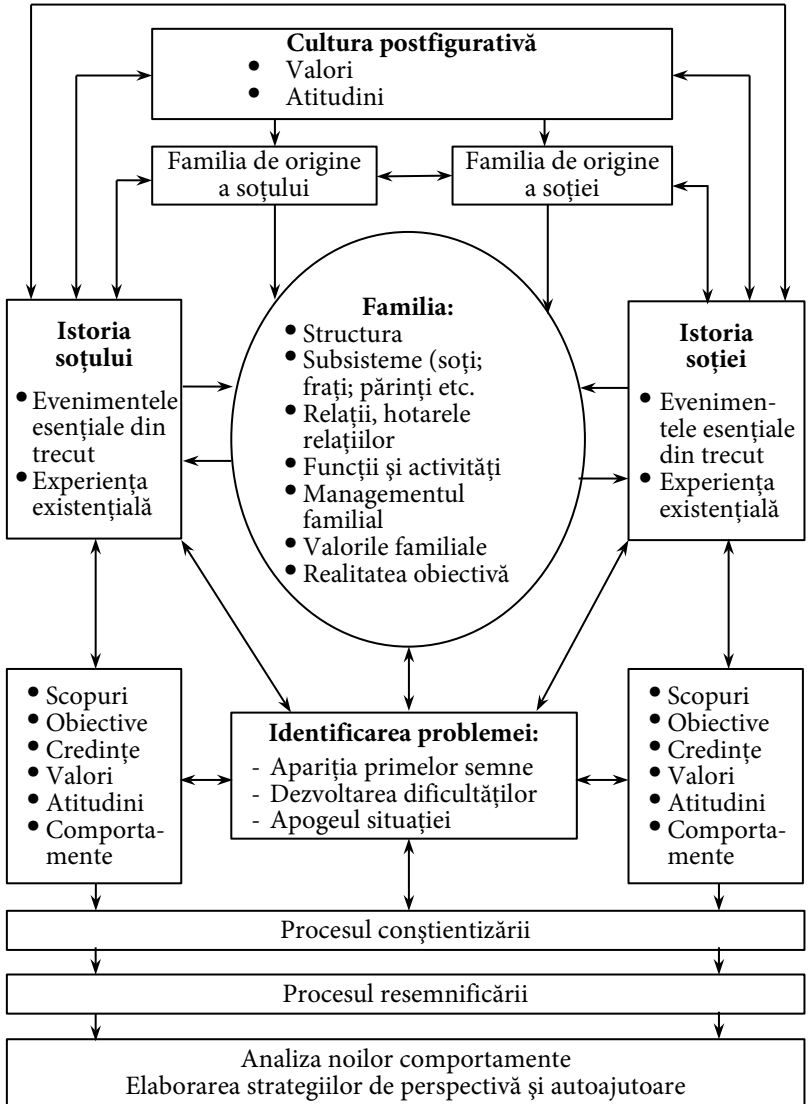 Cultura postfigurativă
• Valori
• Atitudini
Familia de origine
a soțului
Familia de origine
a soției
Istoria
soțului
• Evenimentele
esențiale din
trecut
• Experiența
existențială
Familia:
• Structura
• Subsisteme (soți;
frați; părinți etc.
• Relații, hotarele
relațiilor
• Funcții și activități
• Managementul
familial
• Valorile familiale
• Realitatea obiectivă
Istoria
soției
• Evenimen-
tele esențiale
din trecut
• Experiența
existențială
• Scopuri
• Obiective
• Credințe
• Valori
• Atitudini
• Comporta-
mente
Identificarea problemei:
- Apariția primelor semne
- Dezvoltarea dificultăților
- Apogeul situației
• Scopuri
• Obiective
• Credințe
• Valori
• Atitudini
• Comporta-
mente
Procesul conştientizării
Procesul resemnificării
Analiza noilor comportamente
Elaborarea strategiilor de perspectivă şi autoajutoare